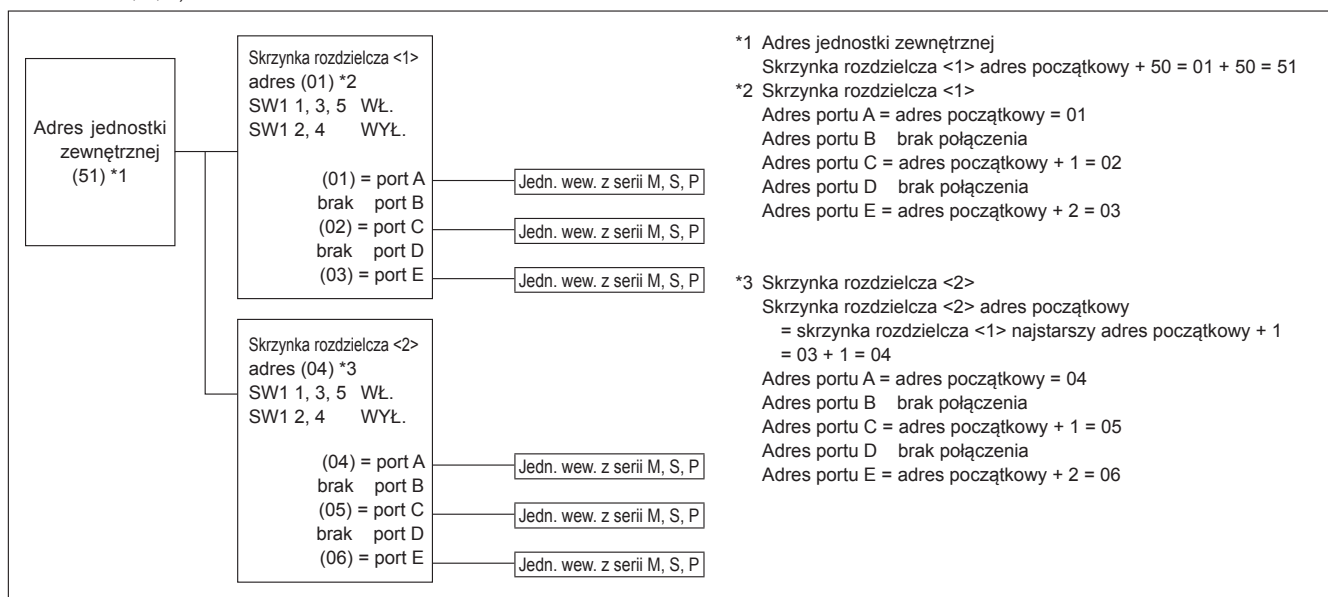 Adres jednostki
zewnętrznej
(51) *1
Skrzynka rozdzielcza <1>
adres (01) *2
SW1 1, 3, 5 WŁ.
SW1 2, 4 WYŁ.
(01) = port A
brak port B
(02) = port C
brak port D
(03) = port E
Jedn. wew. z serii M, S, P
Jedn. wew. z serii M, S, P
Jedn. wew. z serii M, S, P
Skrzynka rozdzielcza <2>
adres (04) *3
SW1 1, 3, 5 WŁ.
SW1 2, 4 WYŁ.
(04) = port A
brak port B
(05) = port C
brak port D
(06) = port E
Jedn. wew. z serii M, S, P
Jedn. wew. z serii M, S, P
Jedn. wew. z serii M, S, P
*1 Adres jednostki zewnętrznej
Skrzynka rozdzielcza <1> adres początkowy + 50 = 01 + 50 = 51
*2 Skrzynka rozdzielcza <1>
Adres portu A = adres początkowy = 01
Adres portu B brak połączenia
Adres portu C = adres początkowy + 1 = 02
Adres portu D brak połączenia
Adres portu E = adres początkowy + 2 = 03
*3 Skrzynka rozdzielcza <2>
Skrzynka rozdzielcza <2> adres początkowy
= skrzynka rozdzielcza <1> najstarszy adres początkowy + 1
= 03 + 1 = 04
Adres portu A = adres początkowy = 04
Adres portu B brak połączenia
Adres portu C = adres początkowy + 1 = 05
Adres portu D brak połączenia
Adres portu E = adres początkowy + 2 = 06